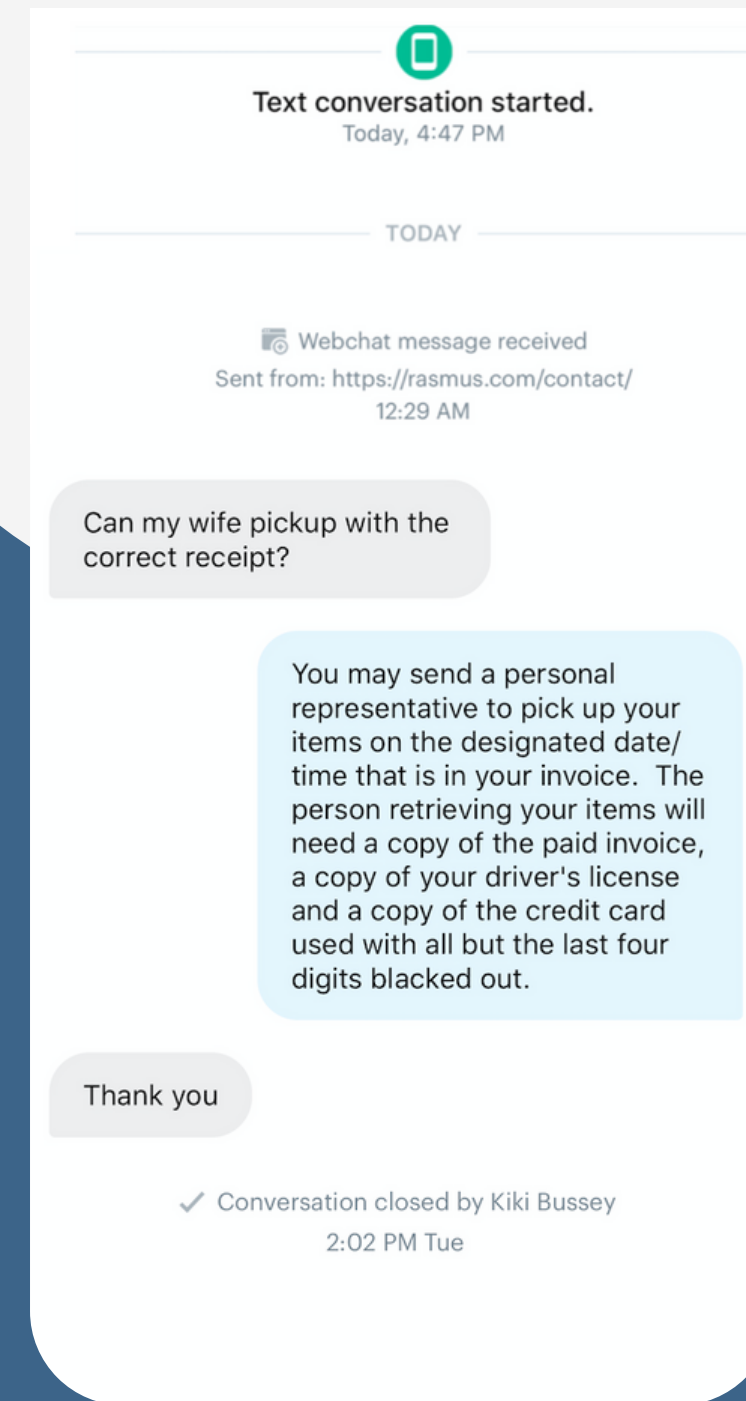 Text conversation started.
Today, 4:47 PM
TODAY
Webchat message received
Sent from: https://rasmus.com/contact/
12:29 AM
Can my wife pickup with the
correct receipt?
You may send a personal
representative to pick up your
items on the designated date/
time that is in your invoice.  The
person retrieving your items will
need a copy of the paid invoice,
a copy of your driver's license
and a copy of the credit card
used with all but the last four
digits blacked out.
Thank you
Conversation closed by Kiki Bussey
2:02 PM Tue